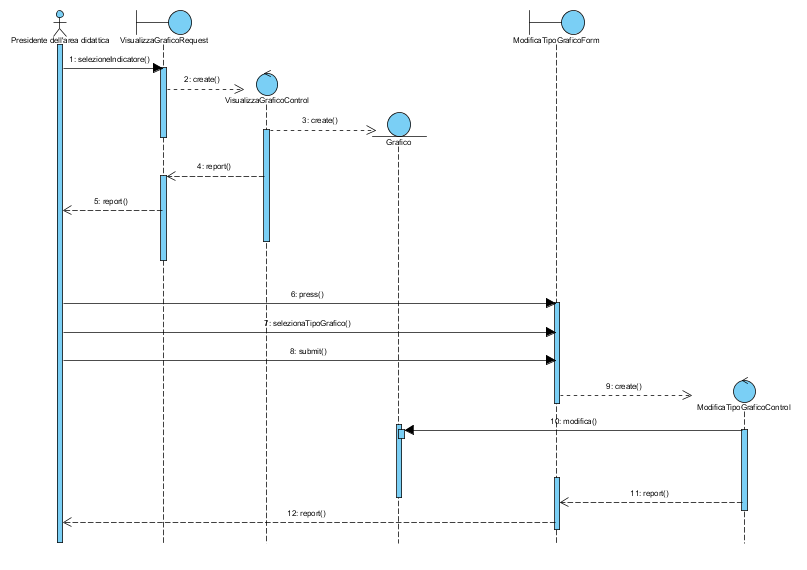 Presidente dell'area didattica
VisualizzaGraficoRequest
ModificaTipoGraficoForm
1: selezioneIndicatore()
2: create()
VisualizzaGraficoControl
3: create()
Grafico
4: report()
5: report()
6: press()
7: selezionaTipoGrafico()
8: submit()
9: create()
ModificaTipoGraficoControl
10: modifica()
11: report()
12: report()